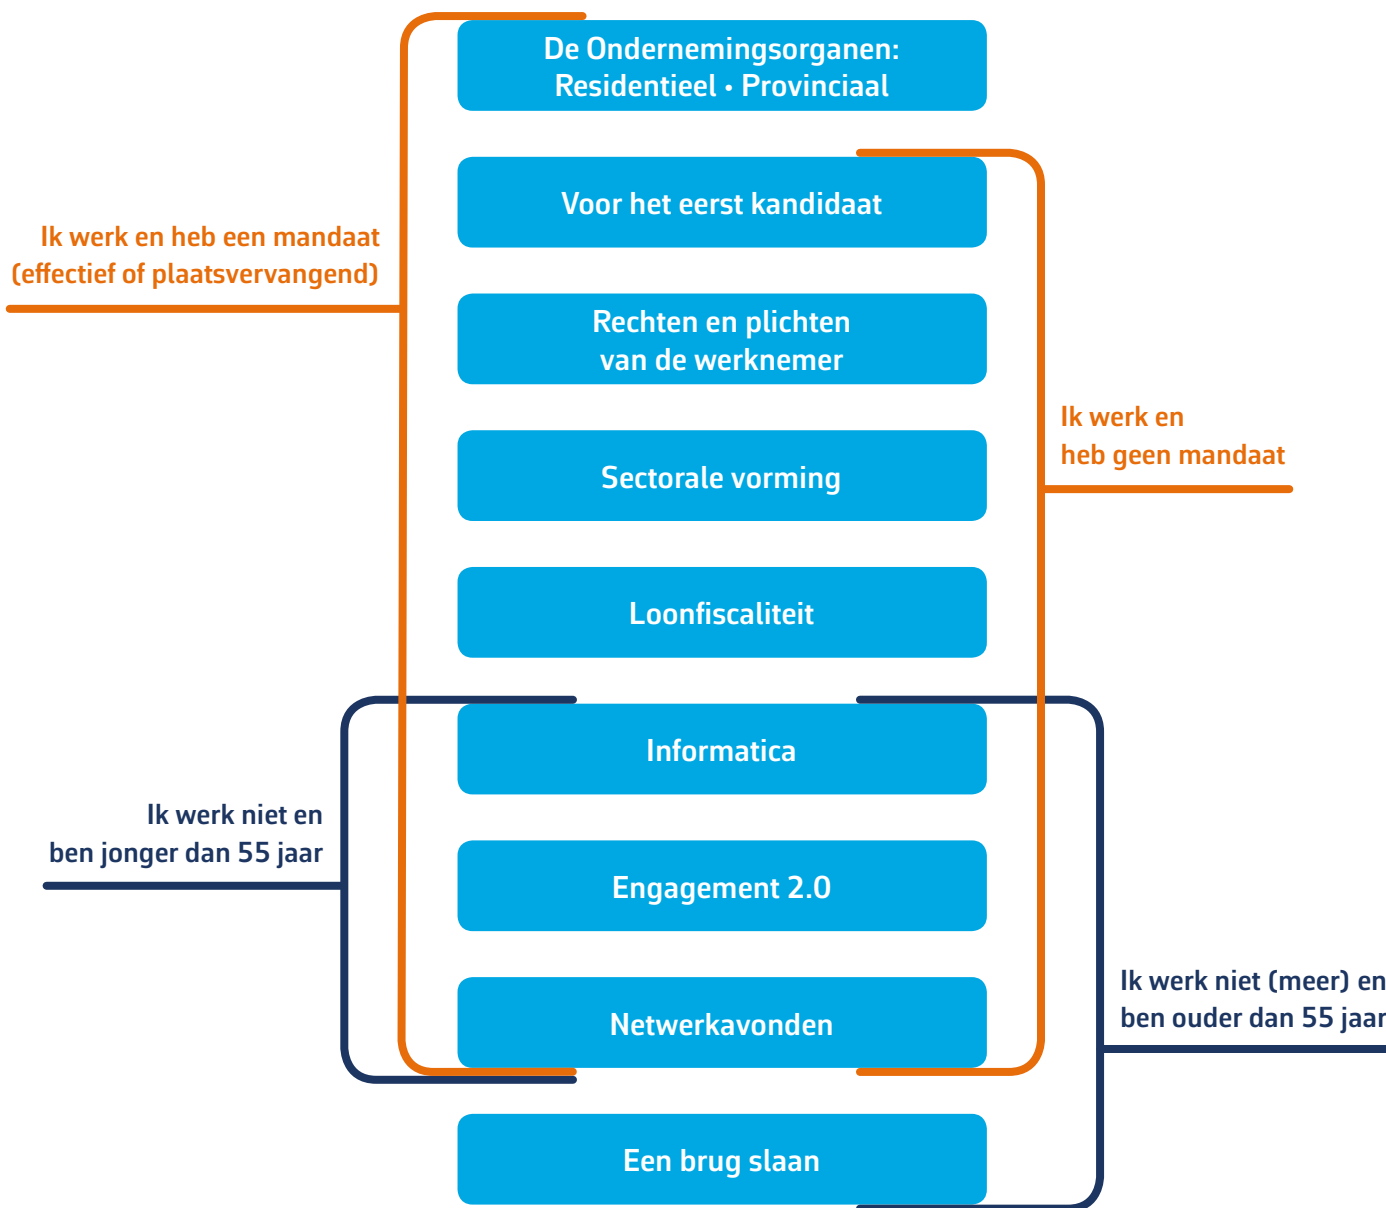 De Ondernemingsorganen:
Residentieel • Provinciaal
Voor het eerst kandidaat
Ik werk en heb een mandaat
(effectief of plaatsvervangend)
Rechten en plichten
van de werknemer
Ik werk en
heb geen mandaat
Sectorale vorming
Loonfiscaliteit
Informatica
Ik werk niet en
ben jonger dan 55 jaar
Engagement 2.0
Ik werk niet (meer) en
ben ouder dan 55 jaar
Netwerkavonden
Een brug slaan